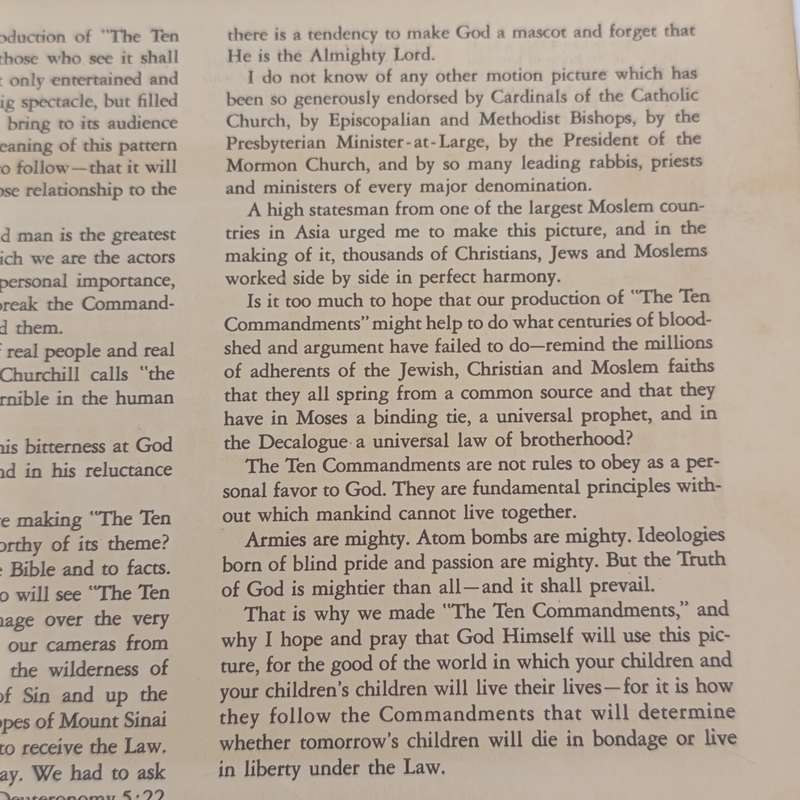 oduction of "The Ten
those who see it shall
t only entertained and
ig spectacle, but filled
bring to its audience
eaning of this pattern
to follow—that it will
ose relationship to the
d man is the greatest
ich we are the actors
personal importance,
break the Command-
d them.
f real people and real
Churchill calls "the
rnible in the human
his bitterness at God
nd in his reluctance
re making "The Ten
orthy of its theme?
e Bible and to facts.
o will see "The Ten
mage over the very
our cameras from
the wilderness of
of Sin and up the
opes of Mount Sinai
to receive the Law.
ay. We had to ask
Deuteronomy 5:22
there is a tendency to make God a mascot and forget that
He is the Almighty Lord.
I do not know of any other motion picture which has
been so generously endorsed by Cardinals of the Catholic
Church, by Episcopalian and Methodist Bishops, by the
Presbyterian Minister-at-Large, by the President of the
Mormon Church, and by so many leading rabbis, priests
and ministers of every major denomination.
A high statesman from one of the largest Moslem coun-
tries in Asia urged me to make this picture, and in the
making of it, thousands of Christians, Jews and Moslems
worked side by side in perfect harmony.
Is it too much to hope that our production of "The Ten
Commandments" might help to do what centuries of blood-
shed and argument have failed to do—remind the millions
of adherents of the Jewish, Christian and Moslem faiths
that they all spring from a common source and that they
have in Moses a binding tie, a universal prophet, and in
the Decalogue a universal law of brotherhood?
The Ten Commandments are not rules to obey as a per-
sonal favor to God. They are fundamental principles with-
out which mankind cannot live together.
Armies are mighty. Atom bombs are mighty. Ideologies
born of blind pride and passion are mighty. But the Truth
of God is mightier than all—and it shall prevail.
That is why we made "The Ten Commandments," and
why I hope and pray that God Himself will use this pic-
ture, for the good of the world in which your children and
your children's children will live their lives—for it is how
they follow the Commandments that will determine
whether tomorrow's children will die in bondage or live
in liberty under the Law.